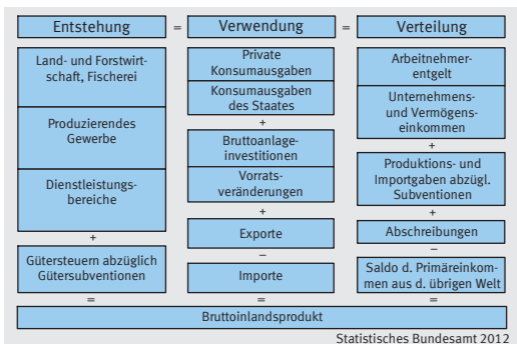 Entstehung
=
Verwendung
=
Verteilung
Land- und Forstwirt-
schaft, Fischerei
Produzierendes
Gewerbe
Dienstleistungs-
bereiche
+
Gütersteuern abzüglich
Gütersubventionen
=
Private
Konsumausgaben
Konsumausgaben
des Staates
+
Bruttoanlage-
investitionen
Vorrats-
veränderungen
+
Exporte
–
Importe
=
Arbeitnehmer-
entgelt
Unternehmens-
und Vermögens-
einkommen
+
Produktions- und
Importgaben abzügl.
Subventionen
+
Abschreibungen
–
Saldo d. Primäreinkom-
men aus d. übrigen Welt
=
Bruttoinlandsprodukt
Statistisches Bundesamt 2012